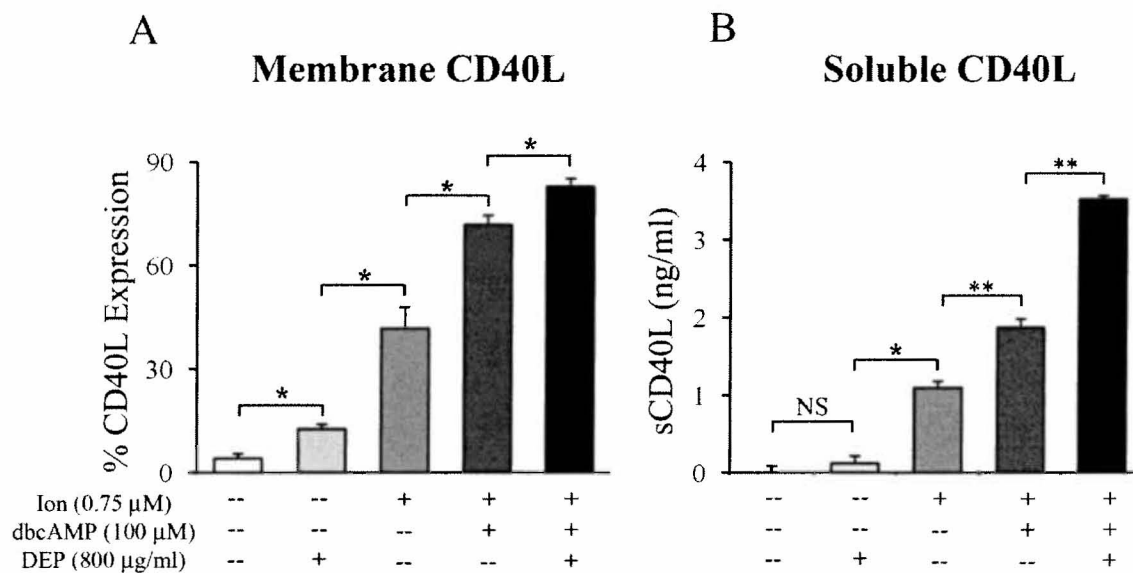 A
Membrane CD40L
% CD40L Expression
90
60
30
0
*
*
*
*
B
Soluble CD40L
sCD40L (ng/ml)
4
3
2
1
0
NS
*
**
**
Ion (0.75 µM) -- -- + + + -- -- + + +
dbcAMP (100 µM) -- -- -- + + -- -- -- + +
DEP (800 µg/ml) -- + -- -- + -- + -- -- +